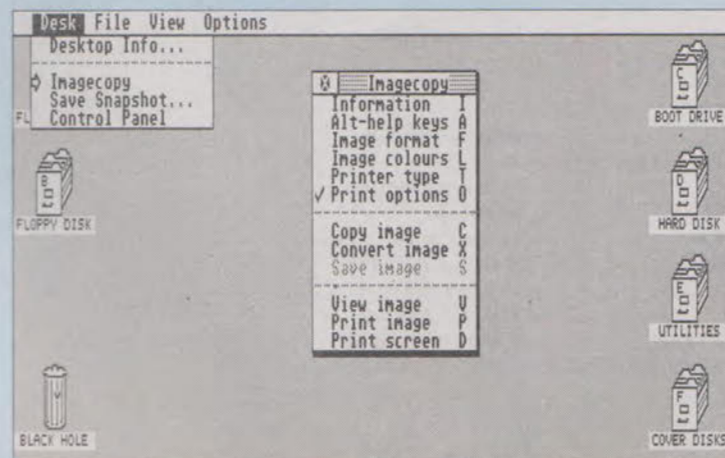 Desk File View Options
Desktop Info...
Imagecopy
Save Snapshot...
Control Panel
FL
B
FLOPPY DISK
BLACK HOLE
Imagecopy
Information I
Alt-help keys A
Image format F
Image colours L
Printer type T
✓ Print options O
Copy image C
Convert image X
Save image S
View image V
Print image P
Print screen D
C
BOOT DRIVE
D
HARD DISK
E
UTILITIES
F
COVER DISKS